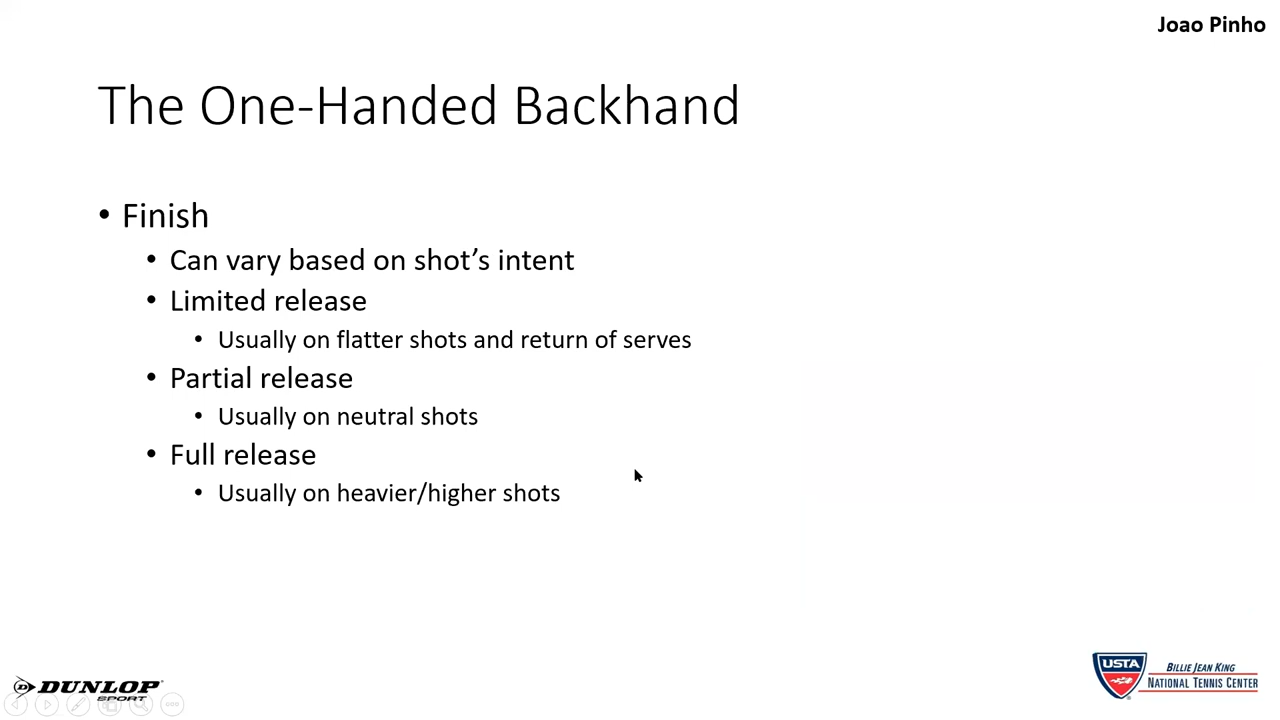 Joao Pinho
The One-Handed Backhand
• Finish
• Can vary based on shot’s intent
• Limited release
• Usually on flatter shots and return of serves
• Partial release
• Usually on neutral shots
• Full release
• Usually on heavier/higher shots
DUNLOP
SPORT
USTA
BILLIE JEAN KING
NATIONAL TENNIS CENTER